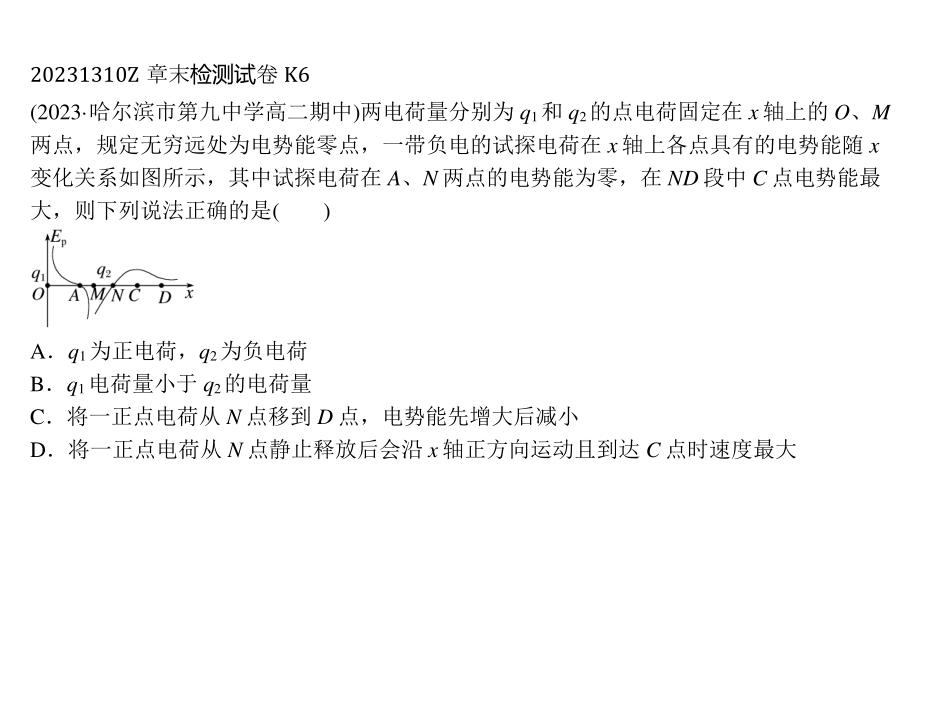 20231310Z 章末检测试卷 K6
(2023·哈尔滨市第九中学高二期中)两电荷量分别为 q1 和 q2 的点电荷固定在 x 轴上的 O、M
两点，规定无穷远处为电势能零点，一带负电的试探电荷在 x 轴上各点具有的电势能随 x
变化关系如图所示，其中试探电荷在 A、N 两点的电势能为零，在 ND 段中 C 点电势能最
大，则下列说法正确的是(　　)
Ep
q1 q2
O A M N C D x
A．q1 为正电荷，q2 为负电荷
B．q1 电荷量小于 q2 的电荷量
C．将一正点电荷从 N 点移到 D 点，电势能先增大后减小
D．将一正点电荷从 N 点静止释放后会沿 x 轴正方向运动且到达 C 点时速度最大